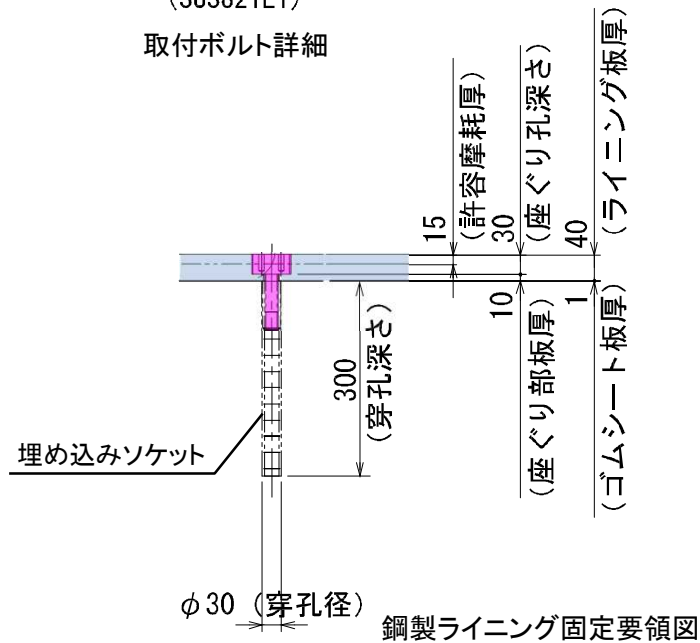 取付ボルト詳細
15
(許容摩耗厚)
30
(座ぐり孔深さ)
40
(ライニング板厚)
10
(座ぐり部板厚)
1
(ゴムシート板厚)
300
(穿孔深さ)
埋め込みソケット
φ30 (穿孔径)
鋼製ライニング固定要領図